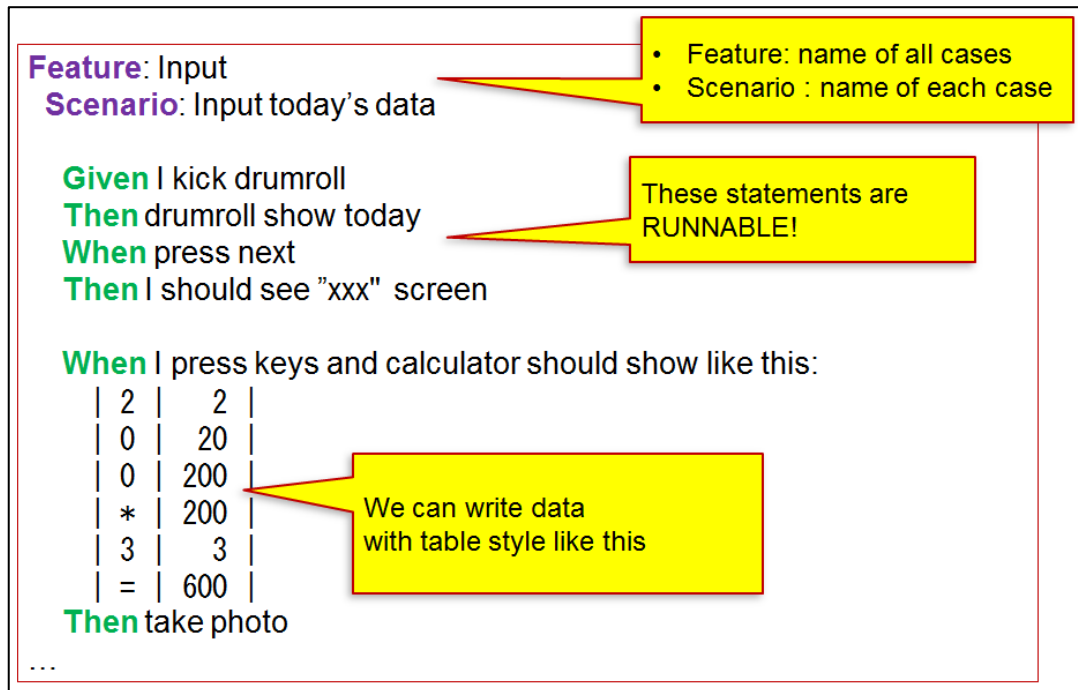 Feature: Input
Scenario: Input today's data
• Feature: name of all cases
• Scenario : name of each case
Given I kick drumroll
Then drumroll show today
When press next
Then I should see ”xxx" screen
These statements are
RUNNABLE!
When I press keys and calculator should show like this:
| 2 | 2 |
| 0 | 20 |
| 0 | 200 |
| * | 200 |
| 3 | 3 |
| = | 600 |
We can write data
with table style like this
Then take photo
...